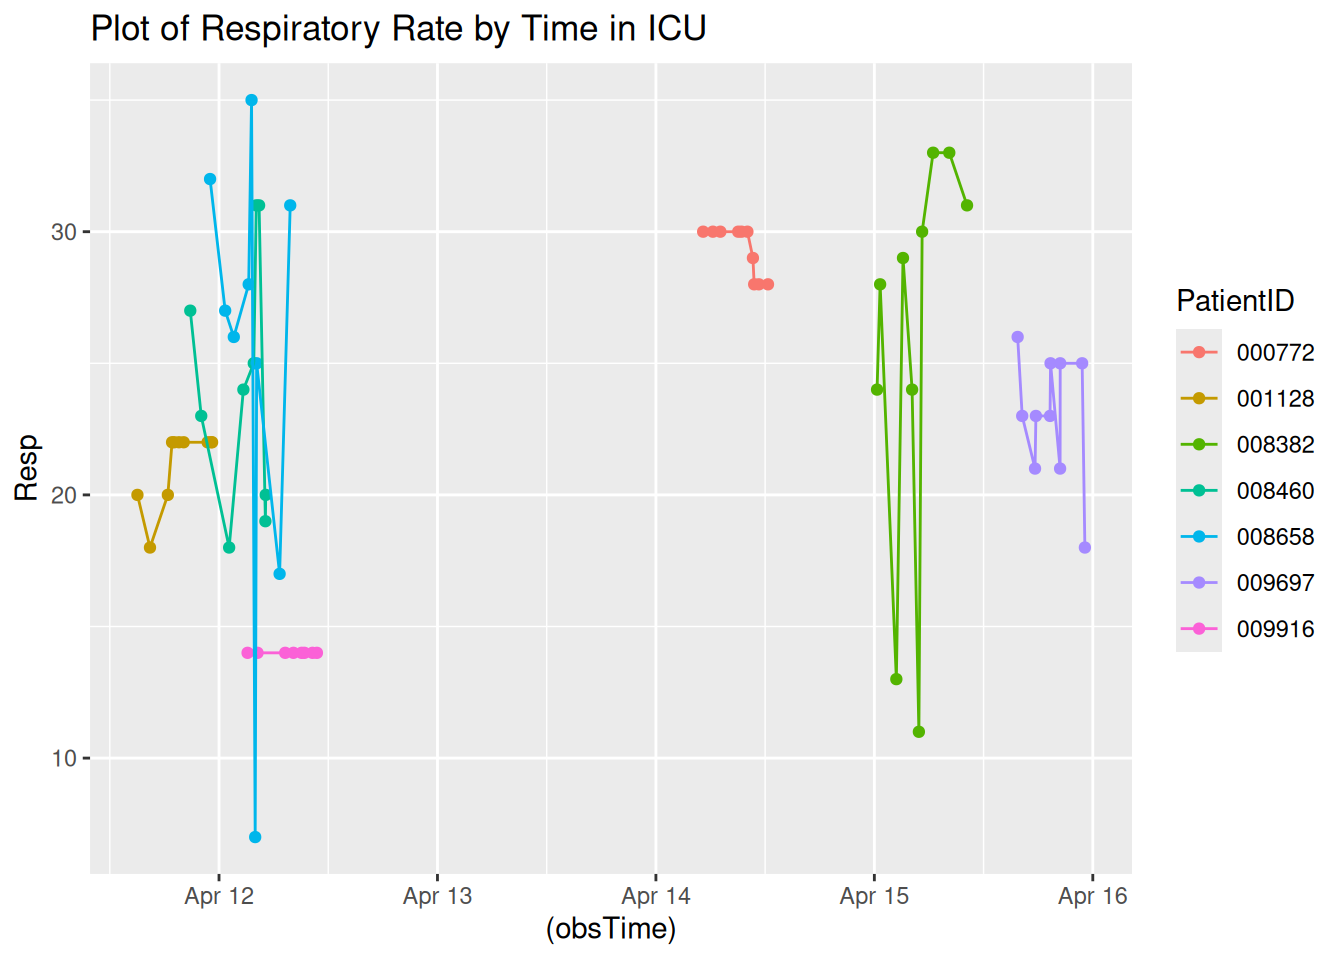 Plot of Respiratory Rate by Time in ICU
Resp
30
20
10
Apr 12
Apr 13
Apr 14
Apr 15
Apr 16
(obsTime)
PatientID
000772
001128
008382
008460
008658
009697
009916